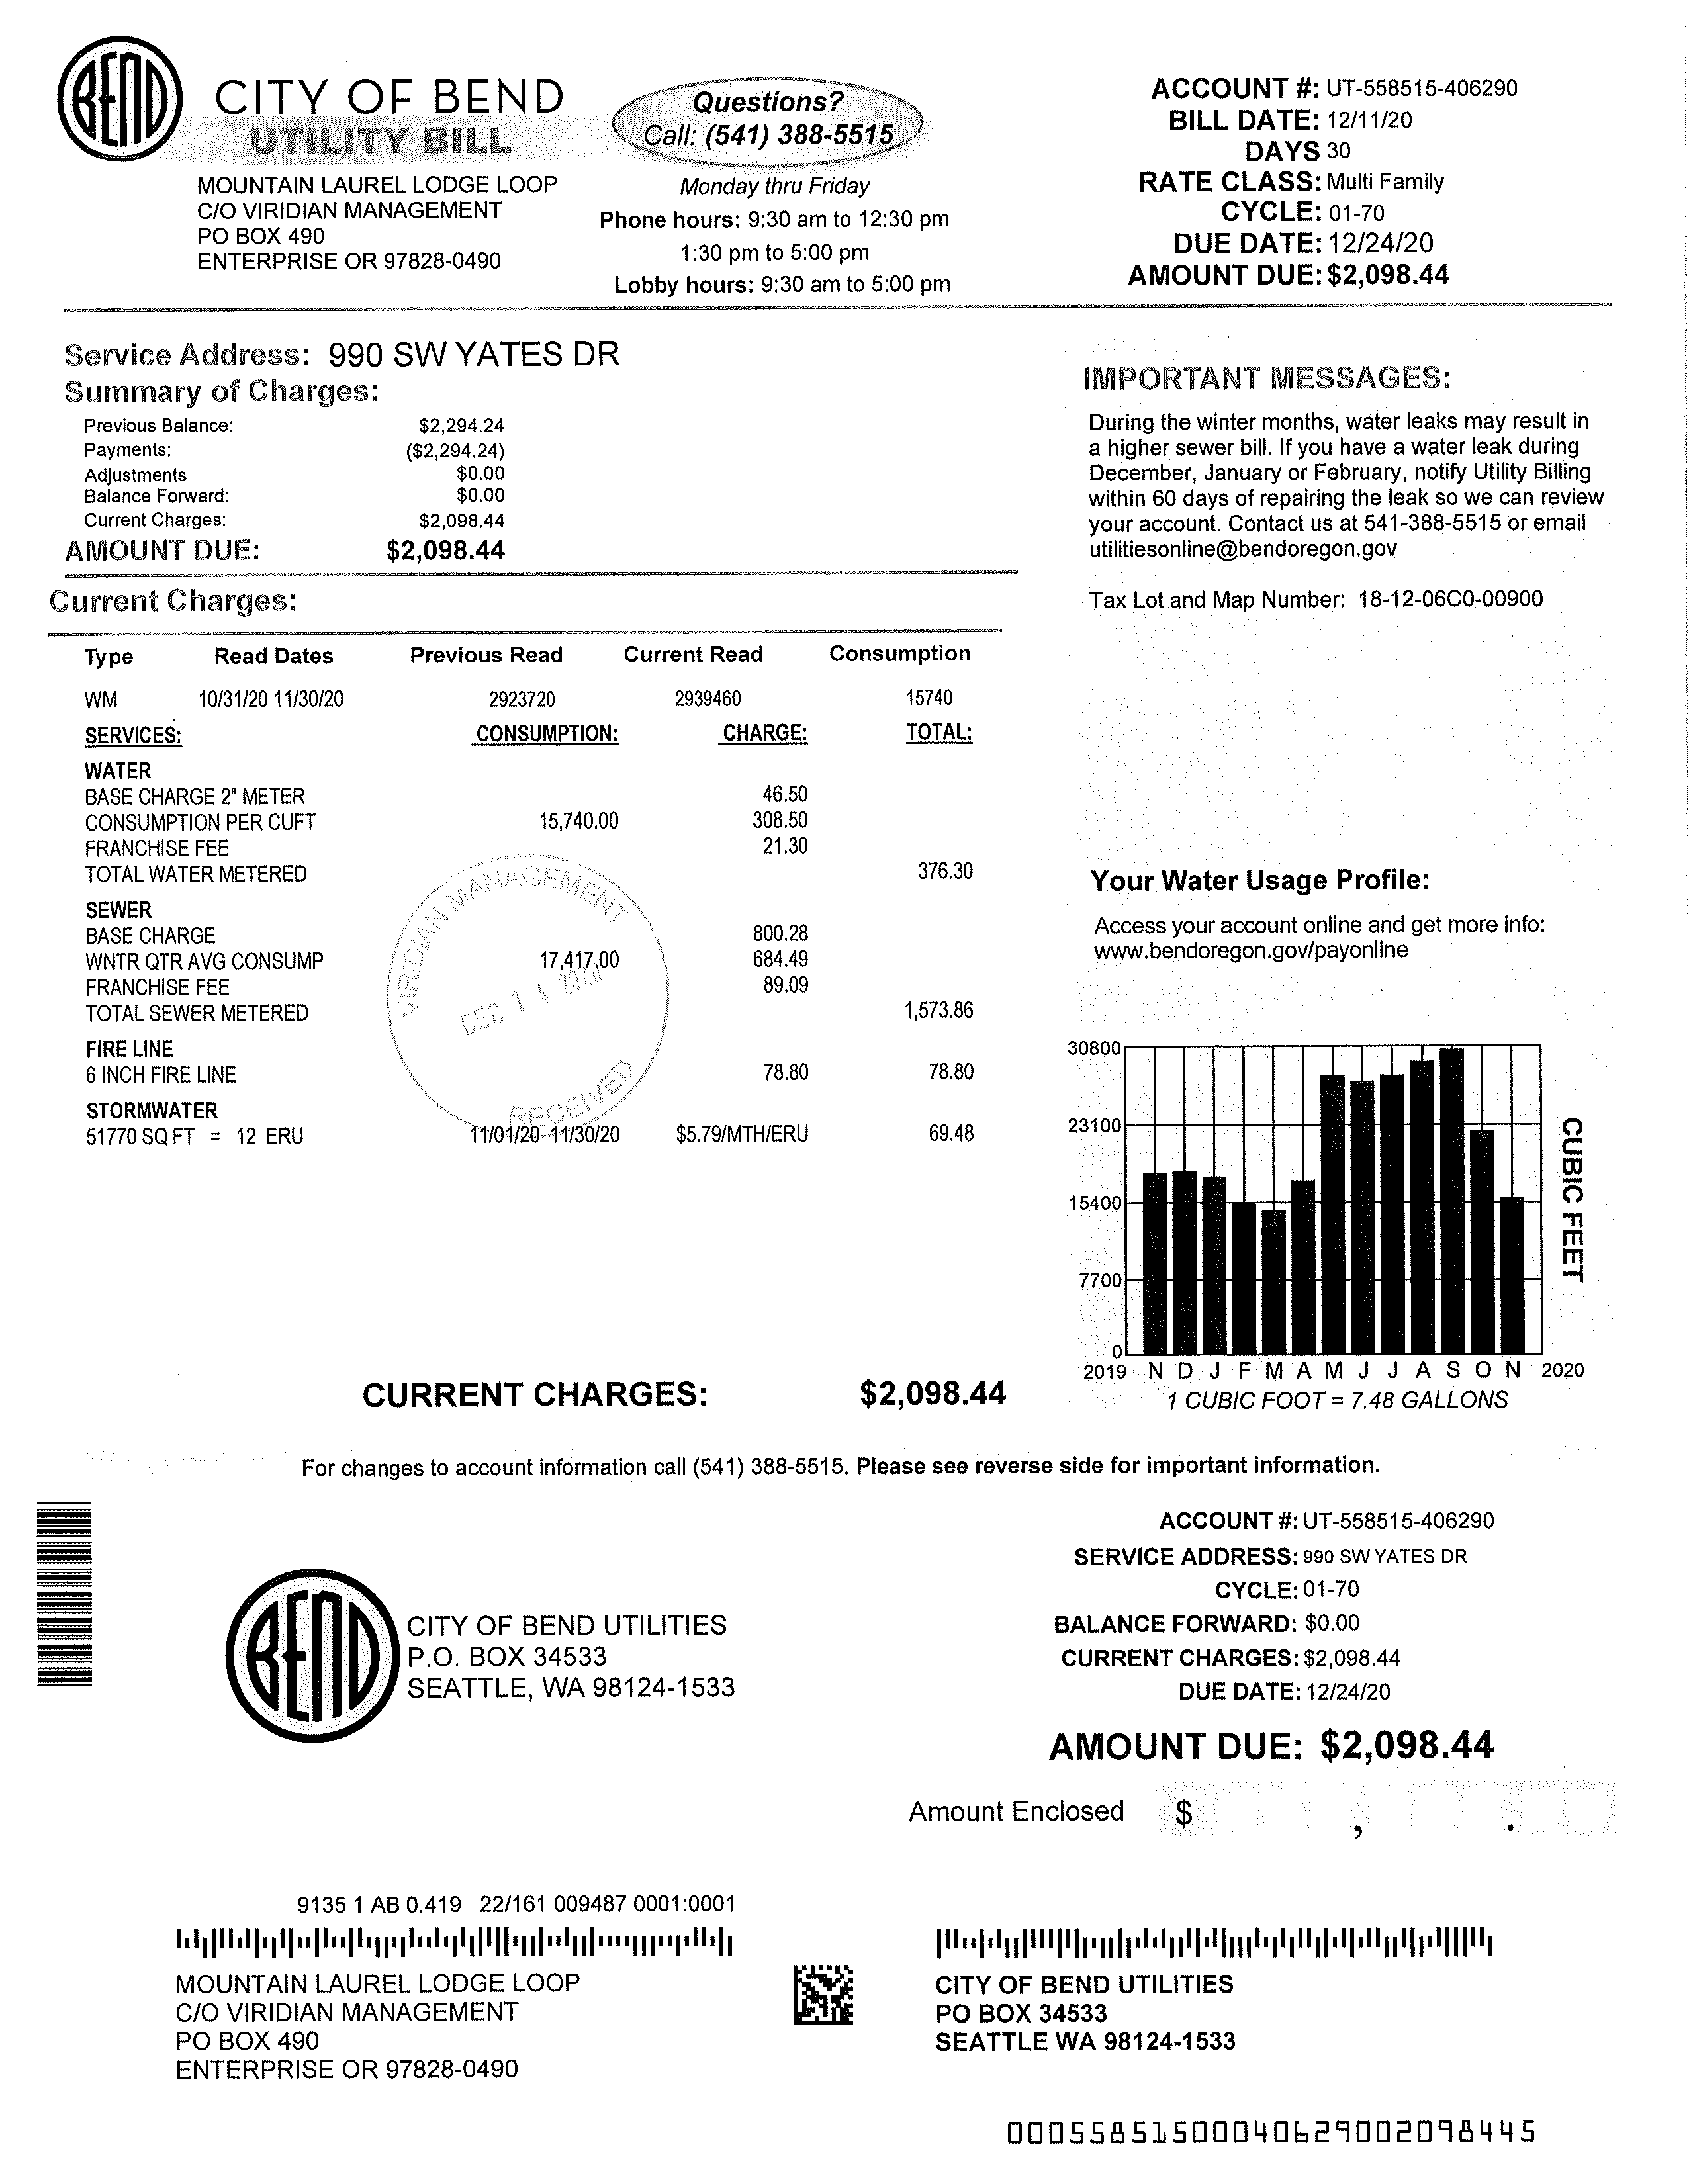 BEND
CITY OF BEND
UTILITY BILL
MOUNTAIN LAUREL LODGE LOOP
C/O VIRIDIAN MANAGEMENT
PO BOX 490
ENTERPRISE OR 97828-0490
Questions?
Call: (541) 388-5515
Monday thru Friday
Phone hours: 9:30 am to 12:30 pm
1:30 pm to 5:00 pm
Lobby hours: 9:30 am to 5:00 pm
ACCOUNT #: UT-558515-406290
BILL DATE: 12/11/20
DAYS 30
RATE CLASS: Multi Family
CYCLE: 01-70
DUE DATE: 12/24/20
AMOUNT DUE: $2,098.44
Service Address: 990 SW YATES DR
Summary of Charges:
Previous Balance: $2,294.24
Payments: ($2,294.24)
Adjustments $0.00
Balance Forward: $0.00
Current Charges: $2,098.44
AMOUNT DUE: $2,098.44
IMPORTANT MESSAGES:
During the winter months, water leaks may result in
a higher sewer bill. If you have a water leak during
December, January or February, notify Utility Billing
within 60 days of repairing the leak so we can review
your account. Contact us at 541-388-5515 or email
utilitiesonline@bendoregon.gov
Tax Lot and Map Number: 18-12-06C0-00900
Current Charges:
Type Read Dates Previous Read Current Read Consumption
WM 10/31/20 11/30/20 2923720 2939460 15740
SERVICES: CONSUMPTION: CHARGE: TOTAL:
WATER
BASE CHARGE 2" METER 46.50
CONSUMPTION PER CUFT 15,740.00 308.50
FRANCHISE FEE 21.30
TOTAL WATER METERED 376.30
SEWER
BASE CHARGE 800.28
WNTR QTR AVG CONSUMP 17,417.00 684.49
FRANCHISE FEE 89.09
TOTAL SEWER METERED 1,573.86
FIRE LINE
6 INCH FIRE LINE 78.80 78.80
STORMWATER
51770 SQ FT = 12 ERU 11/01/20 11/30/20 $5.79/MTH/ERU 69.48
VIRIDIAN MANAGEMENT
DEC 14 2020
RECEIVED
Your Water Usage Profile:
Access your account online and get more info:
www.bendoregon.gov/payonline
30800
23100
15400
7700
0
CUBIC FEET
2019 N D J F M A M J J A S O N 2020
1 CUBIC FOOT = 7.48 GALLONS
CURRENT CHARGES: $2,098.44
For changes to account information call (541) 388-5515. Please see reverse side for important information.
BEND
CITY OF BEND UTILITIES
P.O. BOX 34533
SEATTLE, WA 98124-1533
ACCOUNT #: UT-558515-406290
SERVICE ADDRESS: 990 SW YATES DR
CYCLE: 01-70
BALANCE FORWARD: $0.00
CURRENT CHARGES: $2,098.44
DUE DATE: 12/24/20
AMOUNT DUE: $2,098.44
Amount Enclosed $ , .
9135 1 AB 0.419 22/161 009487 0001:0001
MOUNTAIN LAUREL LODGE LOOP
C/O VIRIDIAN MANAGEMENT
PO BOX 490
ENTERPRISE OR 97828-0490
CITY OF BEND UTILITIES
PO BOX 34533
SEATTLE WA 98124-1533
00055851500040629002098445